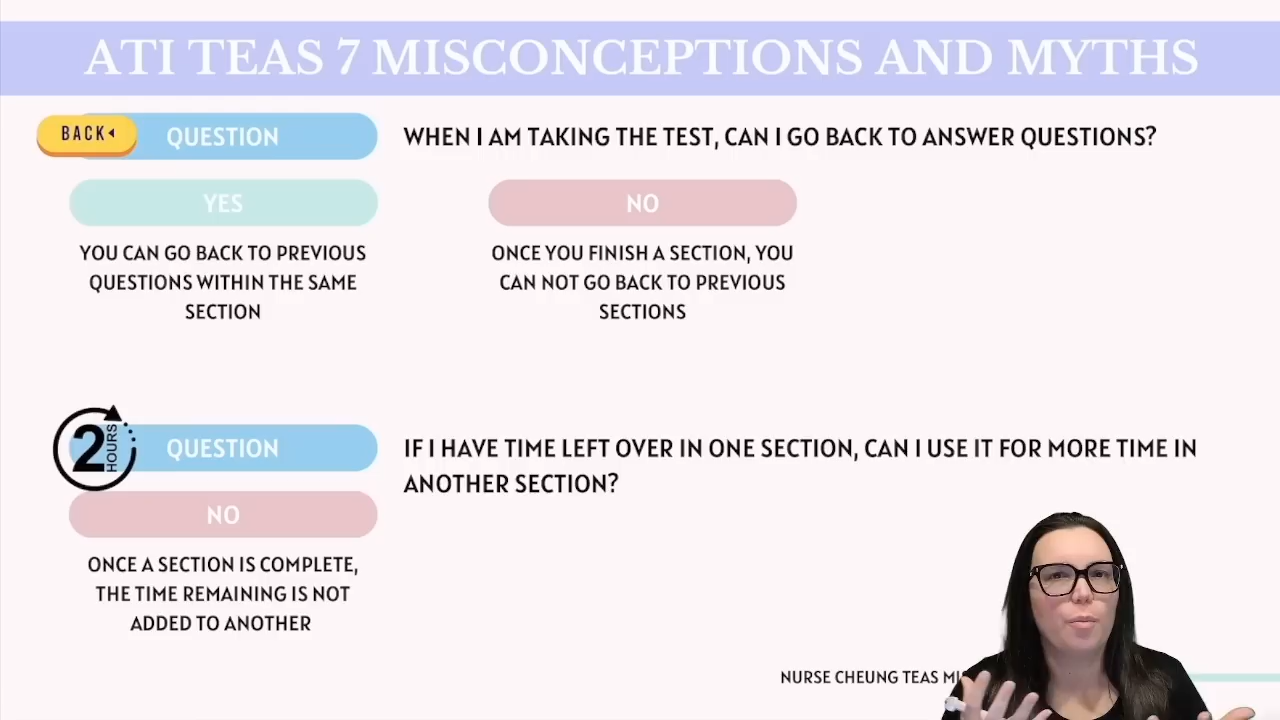 ATI TEAS 7 MISCONCEPTIONS AND MYTHS
BACK
QUESTION
WHEN I AM TAKING THE TEST, CAN I GO BACK TO ANSWER QUESTIONS?
YES
YOU CAN GO BACK TO PREVIOUS
QUESTIONS WITHIN THE SAME
SECTION
NO
ONCE YOU FINISH A SECTION, YOU
CAN NOT GO BACK TO PREVIOUS
SECTIONS
2 HOURS
QUESTION
IF I HAVE TIME LEFT OVER IN ONE SECTION, CAN I USE IT FOR MORE TIME IN
ANOTHER SECTION?
NO
ONCE A SECTION IS COMPLETE,
THE TIME REMAINING IS NOT
ADDED TO ANOTHER
NURSE CHEUNG TEAS